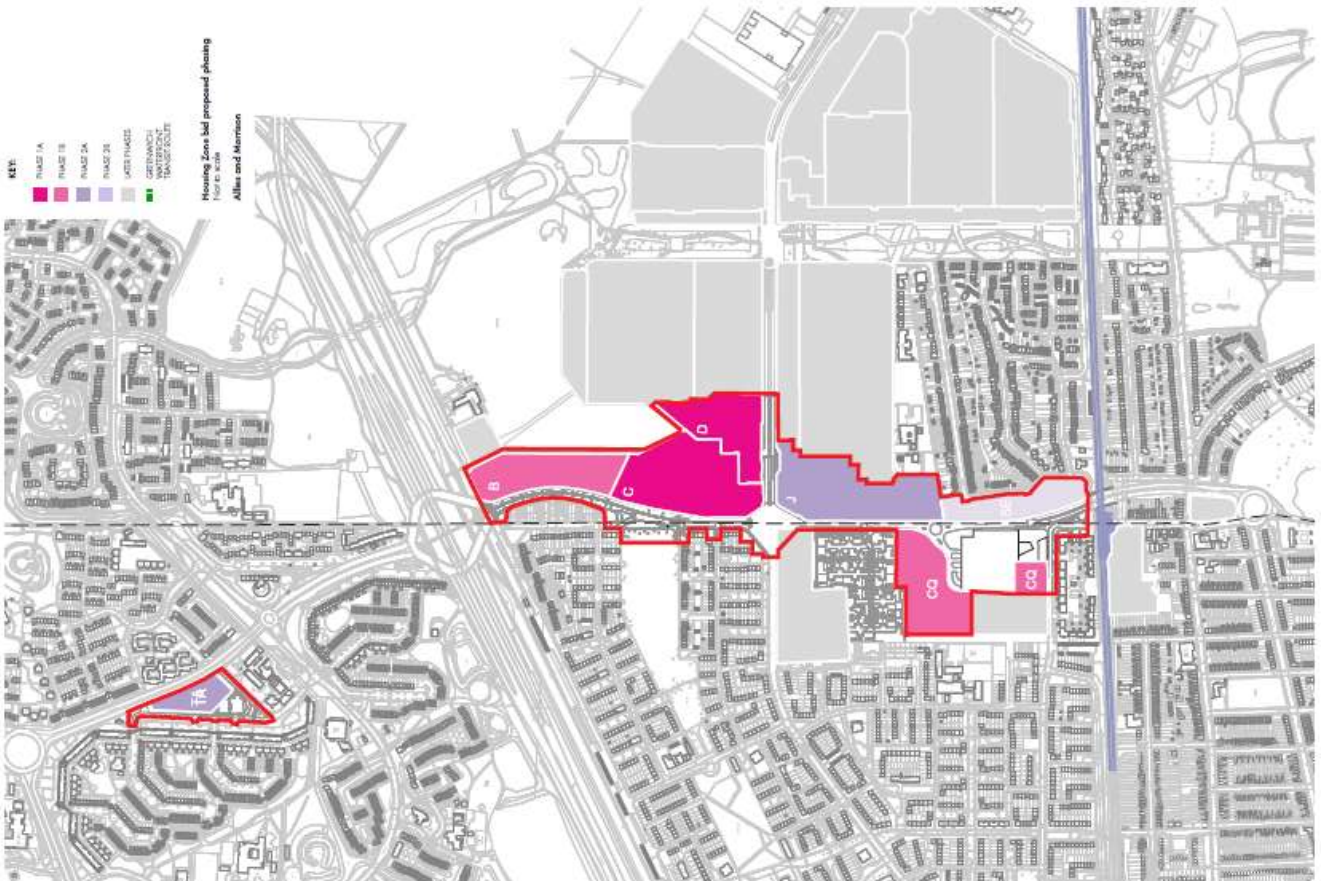 KEY:
PHASE 1A
PHASE 1B
PHASE 2A
PHASE 2B
LATER PHASES
GREENWICH
WATERFRONT
TRANSIT ROUTE
Housing Zone bid proposed phasing
Not to scale
Allies and Morrison
B
C
D
J
CQ
CQ
TA